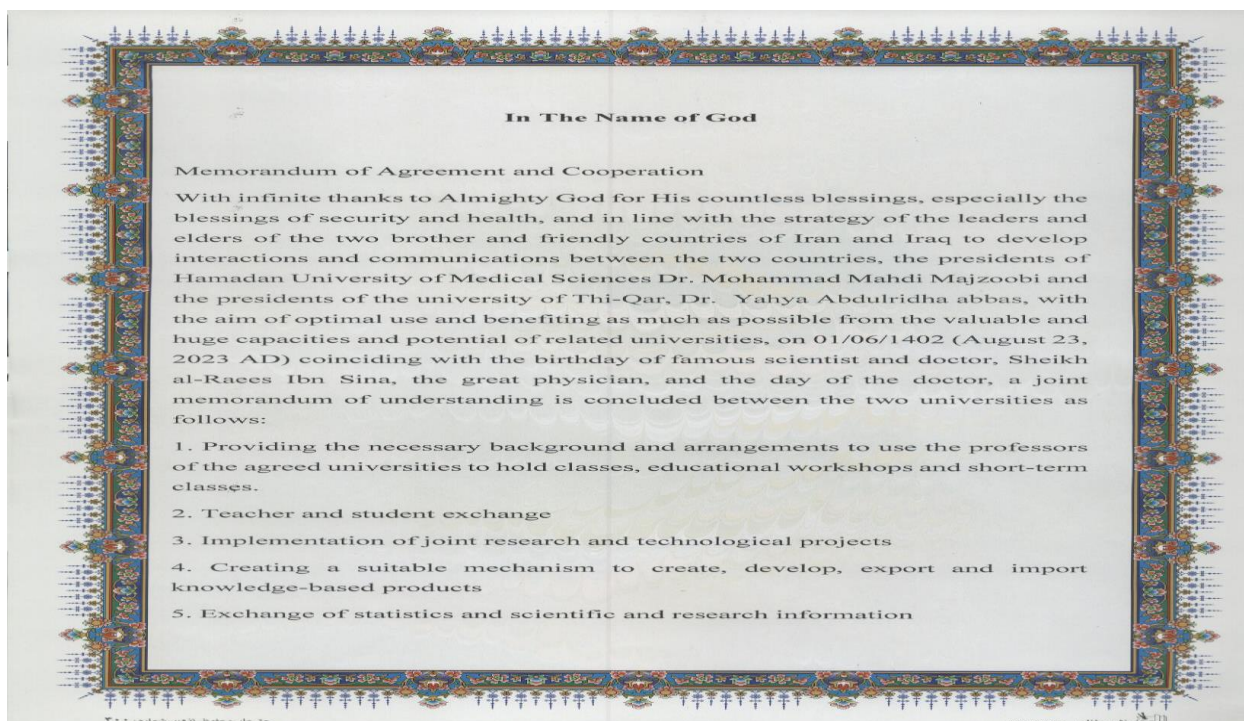 In The Name of God
Memorandum of Agreement and Cooperation
With infinite thanks to Almighty God for His countless blessings, especially the
blessings of security and health, and in line with the strategy of the leaders and
elders of the two brother and friendly countries of Iran and Iraq to develop
interactions and communications between the two countries, the presidents of
Hamadan University of Medical Sciences Dr. Mohammad Mahdi Majzoobi and
the presidents of the university of Thi-Qar, Dr. Yahya Abdulridha abbas, with
the aim of optimal use and benefiting as much as possible from the valuable and
huge capacities and potential of related universities, on 01/06/1402 (August 23,
2023 AD) coinciding with the birthday of famous scientist and doctor, Sheikh
al-Raees Ibn Sina, the great physician, and the day of the doctor, a joint
memorandum of understanding is concluded between the two universities as
follows:
1. Providing the necessary background and arrangements to use the professors
of the agreed universities to hold classes, educational workshops and short-term
classes.
2. Teacher and student exchange
3. Implementation of joint research and technological projects
4. Creating a suitable mechanism to create, develop, export and import
knowledge-based products
5. Exchange of statistics and scientific and research information